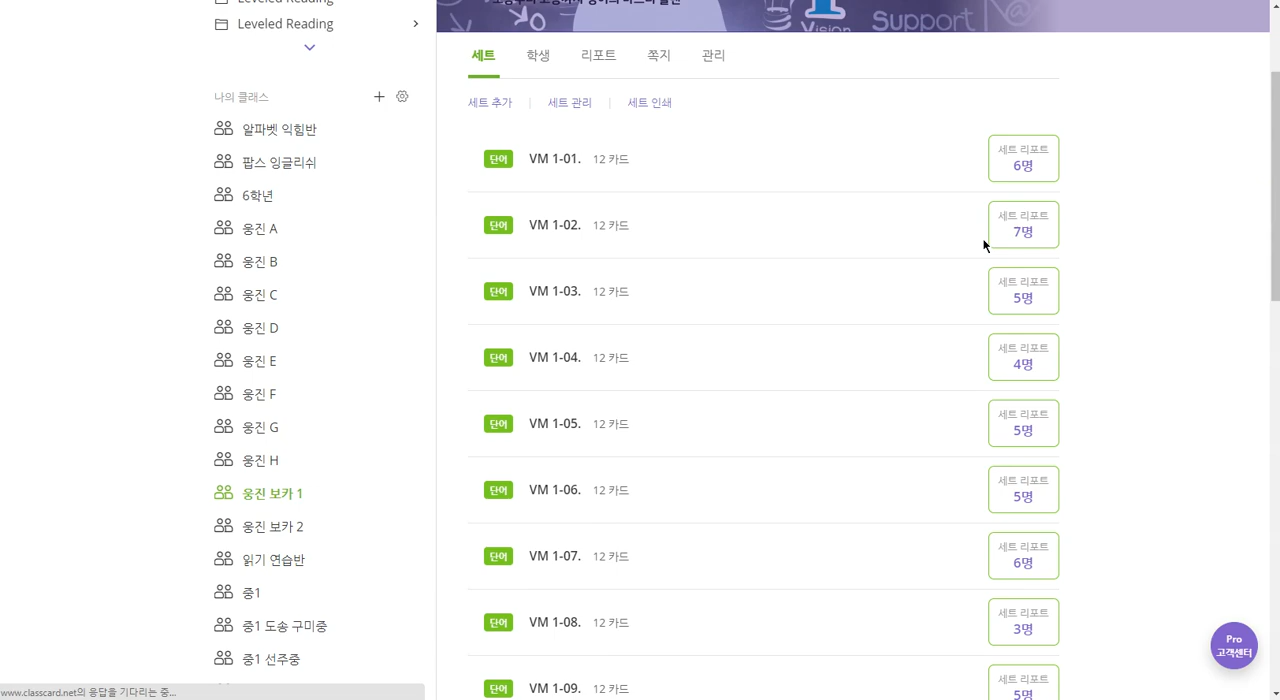 Leveled Reading
Leveled Reading
나의 클래스
알파벳 익힘반
팝스 잉글리쉬
6학년
웅진 A
웅진 B
웅진 C
웅진 D
웅진 E
웅진 F
웅진 G
웅진 H
웅진 보카 1
웅진 보카 2
읽기 연습반
중1
중1 도송 구미중
중1 선주중
www.classcard.net의 응답을 기다리는 중...
Vision
Support
세트 학생 리포트 쪽지 관리
세트 추가 | 세트 관리 | 세트 인쇄
단어 VM 1-01. 12 카드 세트 리포트
6명
단어 VM 1-02. 12 카드 세트 리포트
7명
단어 VM 1-03. 12 카드 세트 리포트
5명
단어 VM 1-04. 12 카드 세트 리포트
4명
단어 VM 1-05. 12 카드 세트 리포트
5명
단어 VM 1-06. 12 카드 세트 리포트
5명
단어 VM 1-07. 12 카드 세트 리포트
6명
단어 VM 1-08. 12 카드 세트 리포트
3명
단어 VM 1-09. 12 카드 세트 리포트
5명
Pro
고객센터